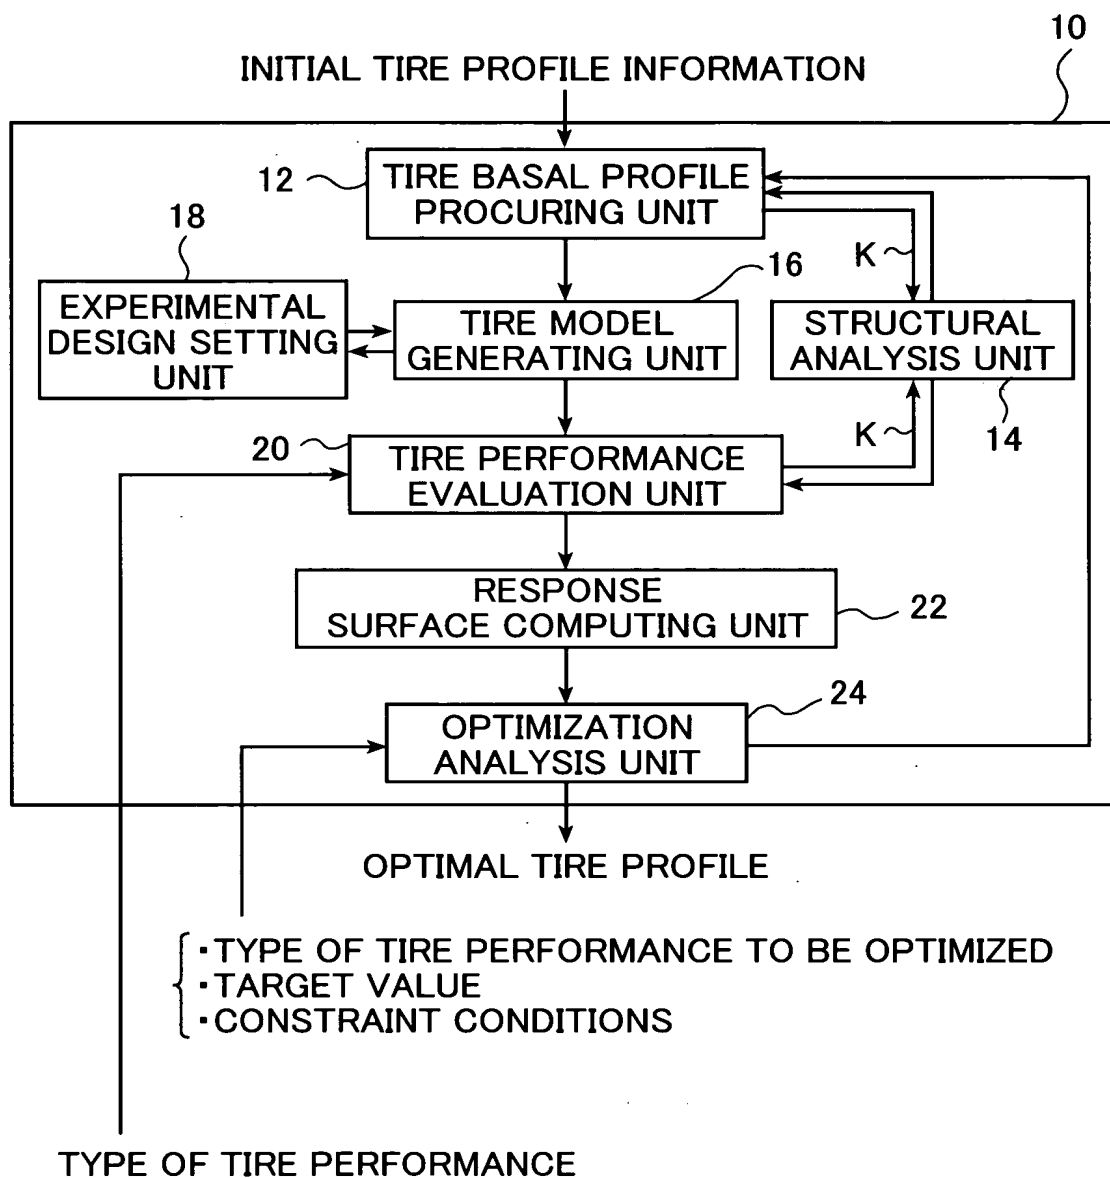 10
INITIAL TIRE PROFILE INFORMATION
12
TIRE BASAL PROFILE
PROCURING UNIT
18
K
16
EXPERIMENTAL
DESIGN SETTING
UNIT
TIRE MODEL
GENERATING UNIT
STRUCTURAL
ANALYSIS UNIT
14
K
20
TIRE PERFORMANCE
EVALUATION UNIT
RESPONSE
SURFACE COMPUTING UNIT
22
24
OPTIMIZATION
ANALYSIS UNIT
OPTIMAL TIRE PROFILE
・TYPE OF TIRE PERFORMANCE TO BE OPTIMIZED
・TARGET VALUE
・CONSTRAINT CONDITIONS
TYPE OF TIRE PERFORMANCE